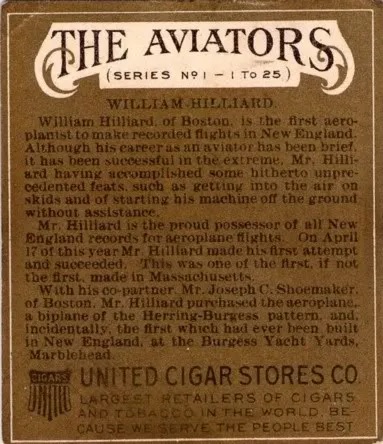 THE AVIATORS
(SERIES Nº1 – 1 TO 25)
WILLIAM HILLIARD.
William Hilliard, of Boston, is the first aero-
planist to make recorded flights in New England.
Although his career as an aviator has been brief,
it has been successful in the extreme, Mr. Hilli-
ard having accomplished some hitherto unpre-
cedented feats, such as getting into the air on
skids and of starting his machine off the ground
without assistance.
Mr. Hilliard is the proud possessor of all New
England records for aeroplane flights. On April
17 of this year Mr. Hilliard made his first attempt
and succeeded. This was one of the first, if not
the first, made in Massachusetts.
With his co-partner, Mr. Joseph C. Shoemaker,
of Boston, Mr. Hilliard purchased the aeroplane,
a biplane of the Herring-Burgess pattern, and,
incidentally, the first which had ever been built
in New England, at the Burgess Yacht Yards,
Marblehead.
CIGARS
UNITED CIGAR STORES CO.
LARGEST RETAILERS OF CIGARS
AND TOBACCO IN THE WORLD, BE-
CAUSE WE SERVE THE PEOPLE BEST